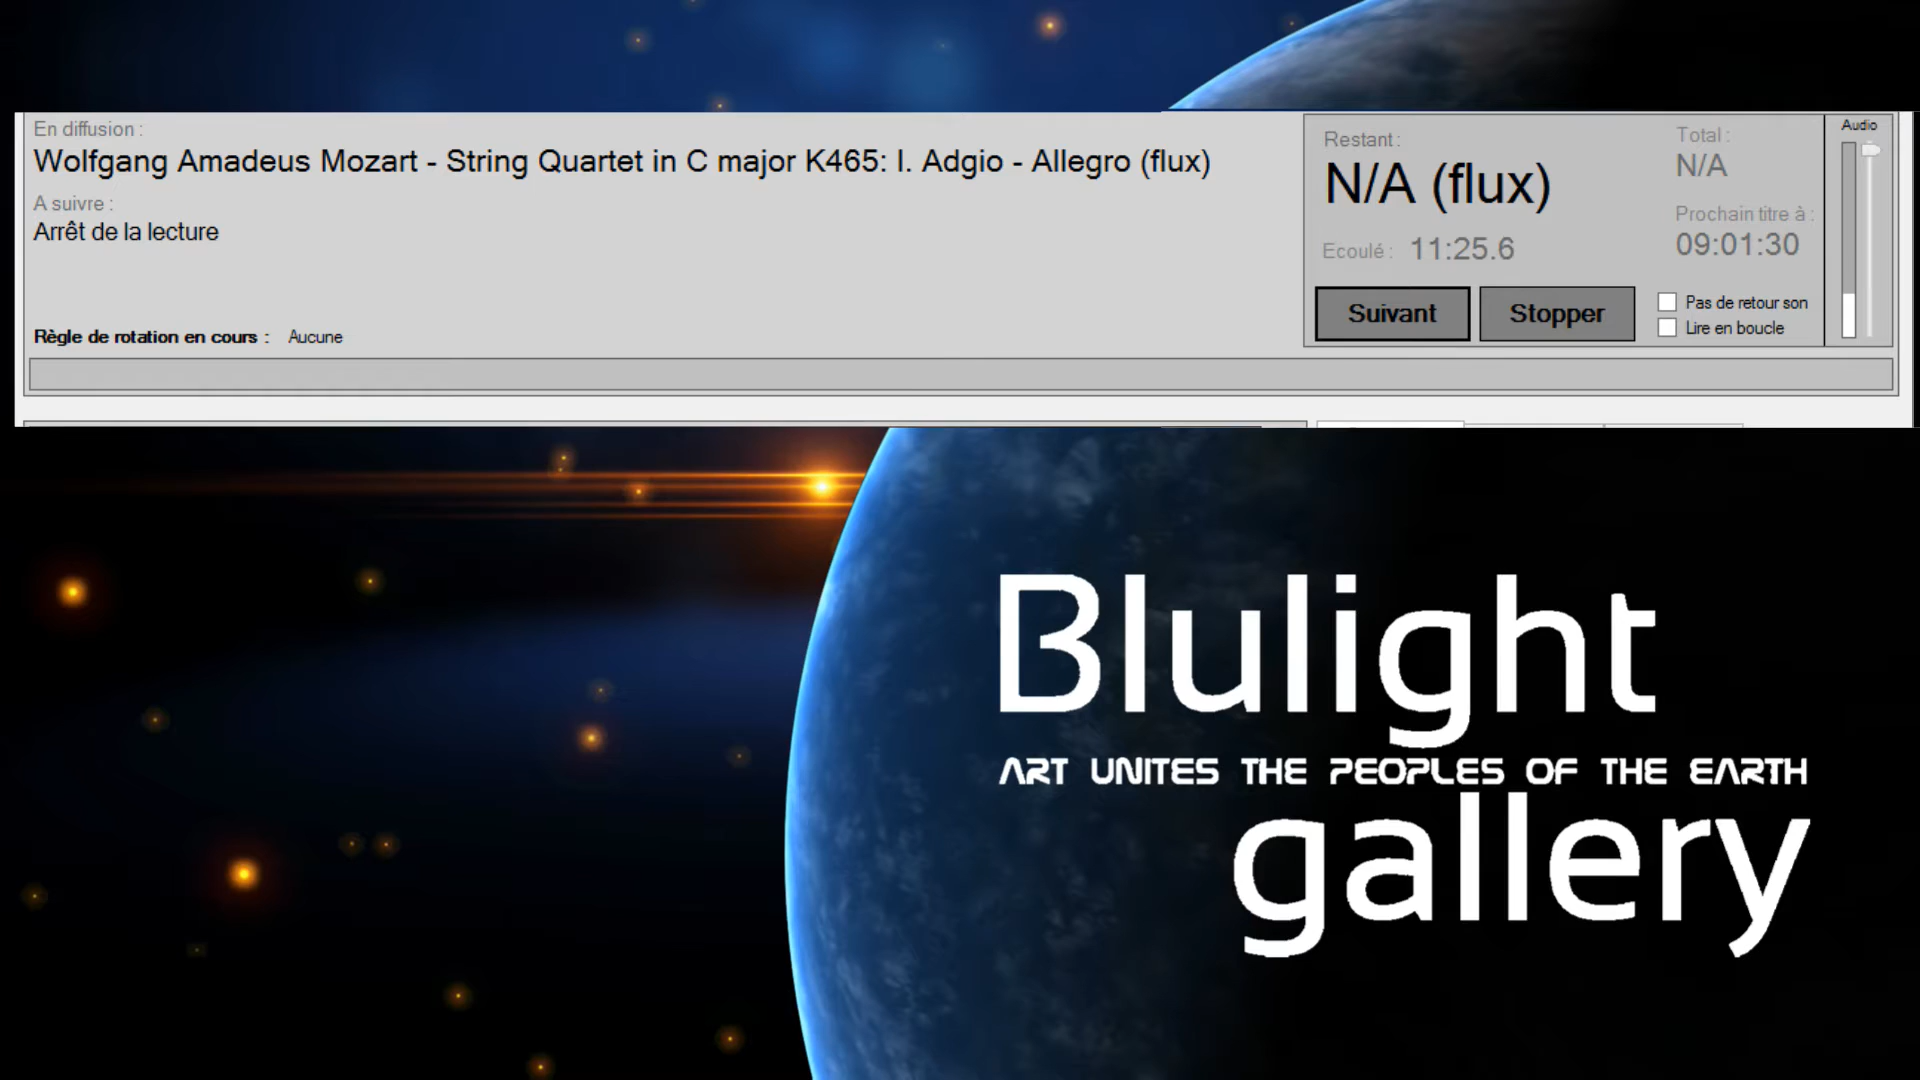 En diffusion :
Wolfgang Amadeus Mozart - String Quartet in C major K465: I. Adgio - Allegro (flux)
A suivre :
Arrêt de la lecture
Règle de rotation en cours : Aucune
Restant :
N/A (flux)
Ecoulé : 11:25.6
Total :
N/A
Prochain titre à :
09:01:30
Suivant
Stopper
Pas de retour son
Lire en boucle
Audio
Blulight
ART UNITES THE PEOPLES OF THE EARTH
gallery